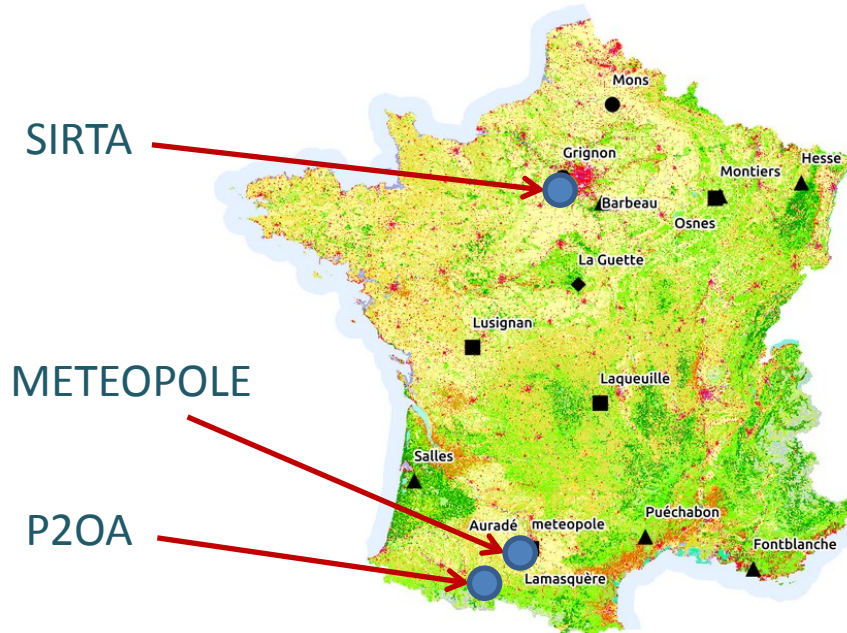 Mons
SIRTA
Grignon
Hesse
Montiers
Barbeau
Osnes
La Guette
Lusignan
METEOPOLE
Laqueuille
Salles
Puéchabon
P2OA
Auradé
meteopole
Fontblanche
Lamasquère